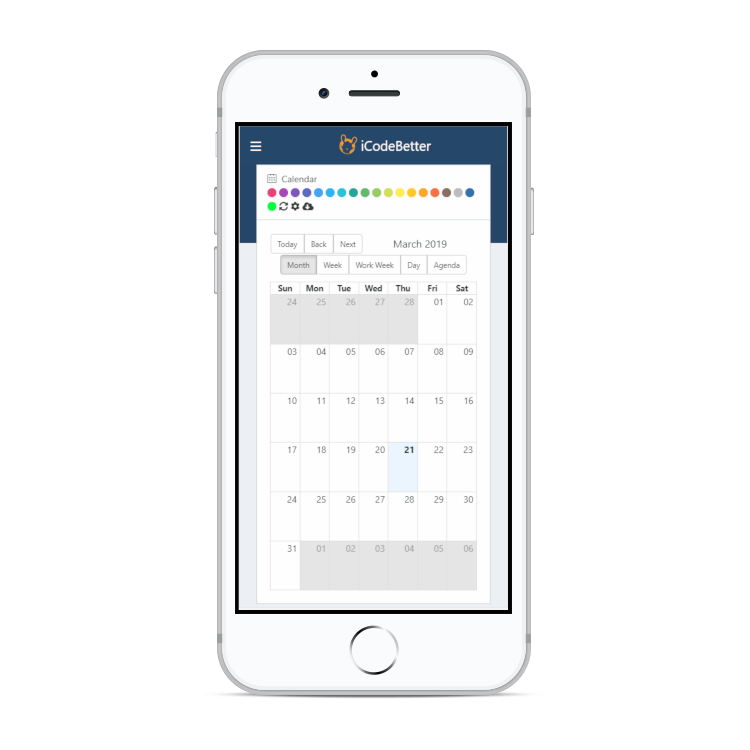 iCodeBetter
Calendar
Today Back Next March 2019
Month Week Work Week Day Agenda
Sun Mon Tue Wed Thu Fri Sat
24 25 26 27 28 01 02
03 04 05 06 07 08 09
10 11 12 13 14 15 16
17 18 19 20 21 22 23
24 25 26 27 28 29 30
31 01 02 03 04 05 06